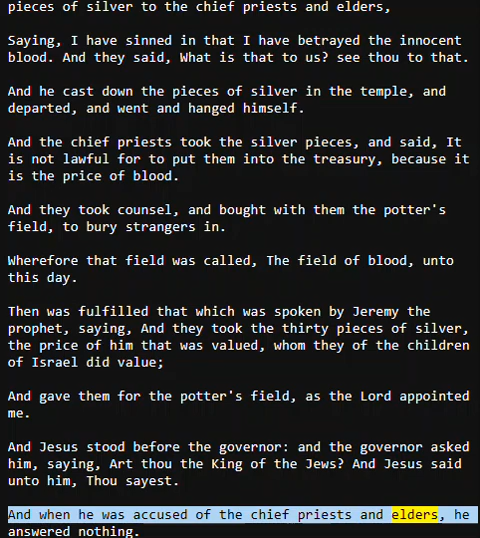 pieces of silver to the chief priests and elders,
Saying, I have sinned in that I have betrayed the innocent
blood. And they said, What is that to us? see thou to that.
And he cast down the pieces of silver in the temple, and
departed, and went and hanged himself.
And the chief priests took the silver pieces, and said, It
is not lawful for to put them into the treasury, because it
is the price of blood.
And they took counsel, and bought with them the potter's
field, to bury strangers in.
Wherefore that field was called, The field of blood, unto
this day.
Then was fulfilled that which was spoken by Jeremy the
prophet, saying, And they took the thirty pieces of silver,
the price of him that was valued, whom they of the children
of Israel did value;
And gave them for the potter's field, as the Lord appointed
me.
And Jesus stood before the governor: and the governor asked
him, saying, Art thou the King of the Jews? And Jesus said
unto him, Thou sayest.
And when he was accused of the chief priests and elders, he
answered nothing.